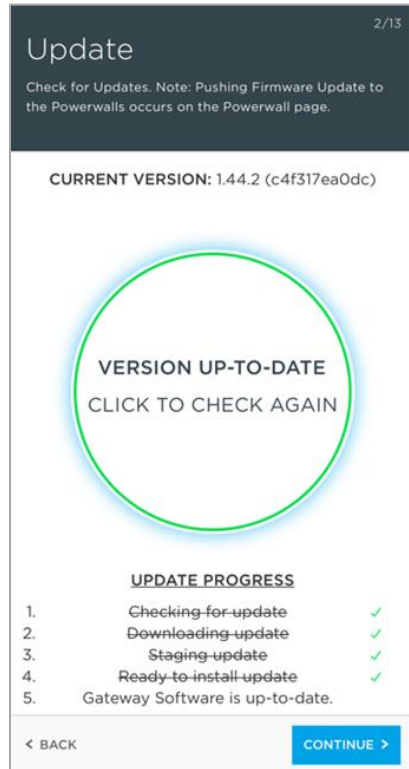 2/13
Update
Check for Updates. Note: Pushing Firmware Update to
the Powerwalls occurs on the Powerwall page.
CURRENT VERSION: 1.44.2 (c4f317ea0dc)
VERSION UP-TO-DATE
CLICK TO CHECK AGAIN
UPDATE PROGRESS
1. Checking for update ✓
2. Downloading update ✓
3. Staging update ✓
4. Ready to install update ✓
5. Gateway Software is up-to-date.
< BACK CONTINUE >